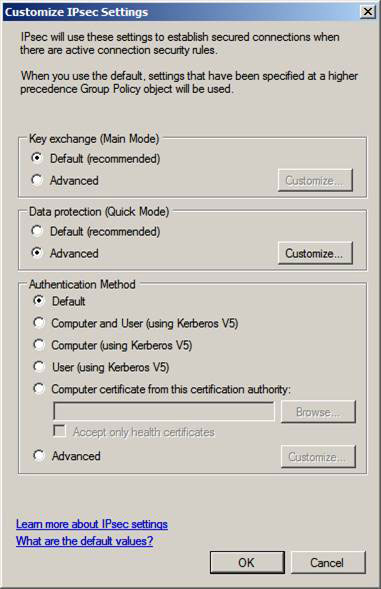 Customize IPsec Settings
IPsec will use these settings to establish secured connections when
there are active connection security rules.
When you use the default, settings that have been specified at a higher
precedence Group Policy object will be used.
Key exchange (Main Mode)
Default (recommended)
Advanced
Customize...
Data protection (Quick Mode)
Default (recommended)
Advanced
Customize...
Authentication Method
Default
Computer and User (using Kerberos V5)
Computer (using Kerberos V5)
User (using Kerberos V5)
Computer certificate from this certification authority:
Browse...
Accept only health certificates
Advanced
Customize...
Learn more about IPsec settings
What are the default values?
OK
Cancel